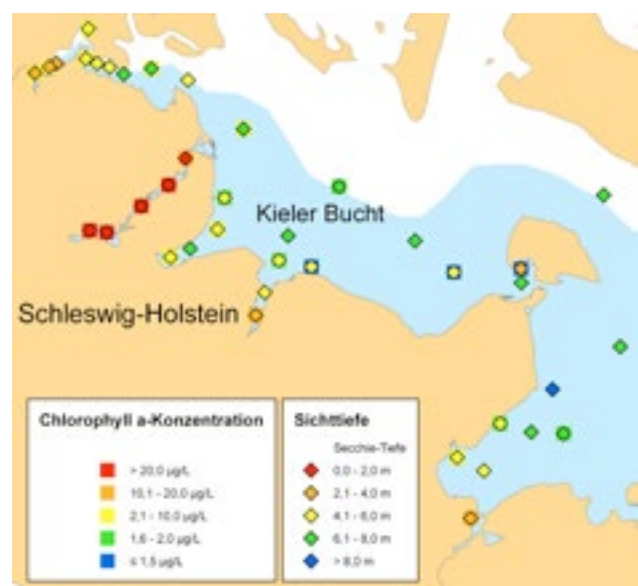 Kieler Bucht
Schleswig-Holstein
Chlorophyll a-Konzentration
> 20,0 µg/L
10,1 - 20,0 µg/L
2,1 - 10,0 µg/L
1,6 - 2,0 µg/L
≤ 1,5 µg/L
Sichttiefe
Secchie-Tiefe
0,0 - 2,0 m
2,1 - 4,0 m
4,1 - 6,0 m
6,1 - 8,0 m
> 8,0 m